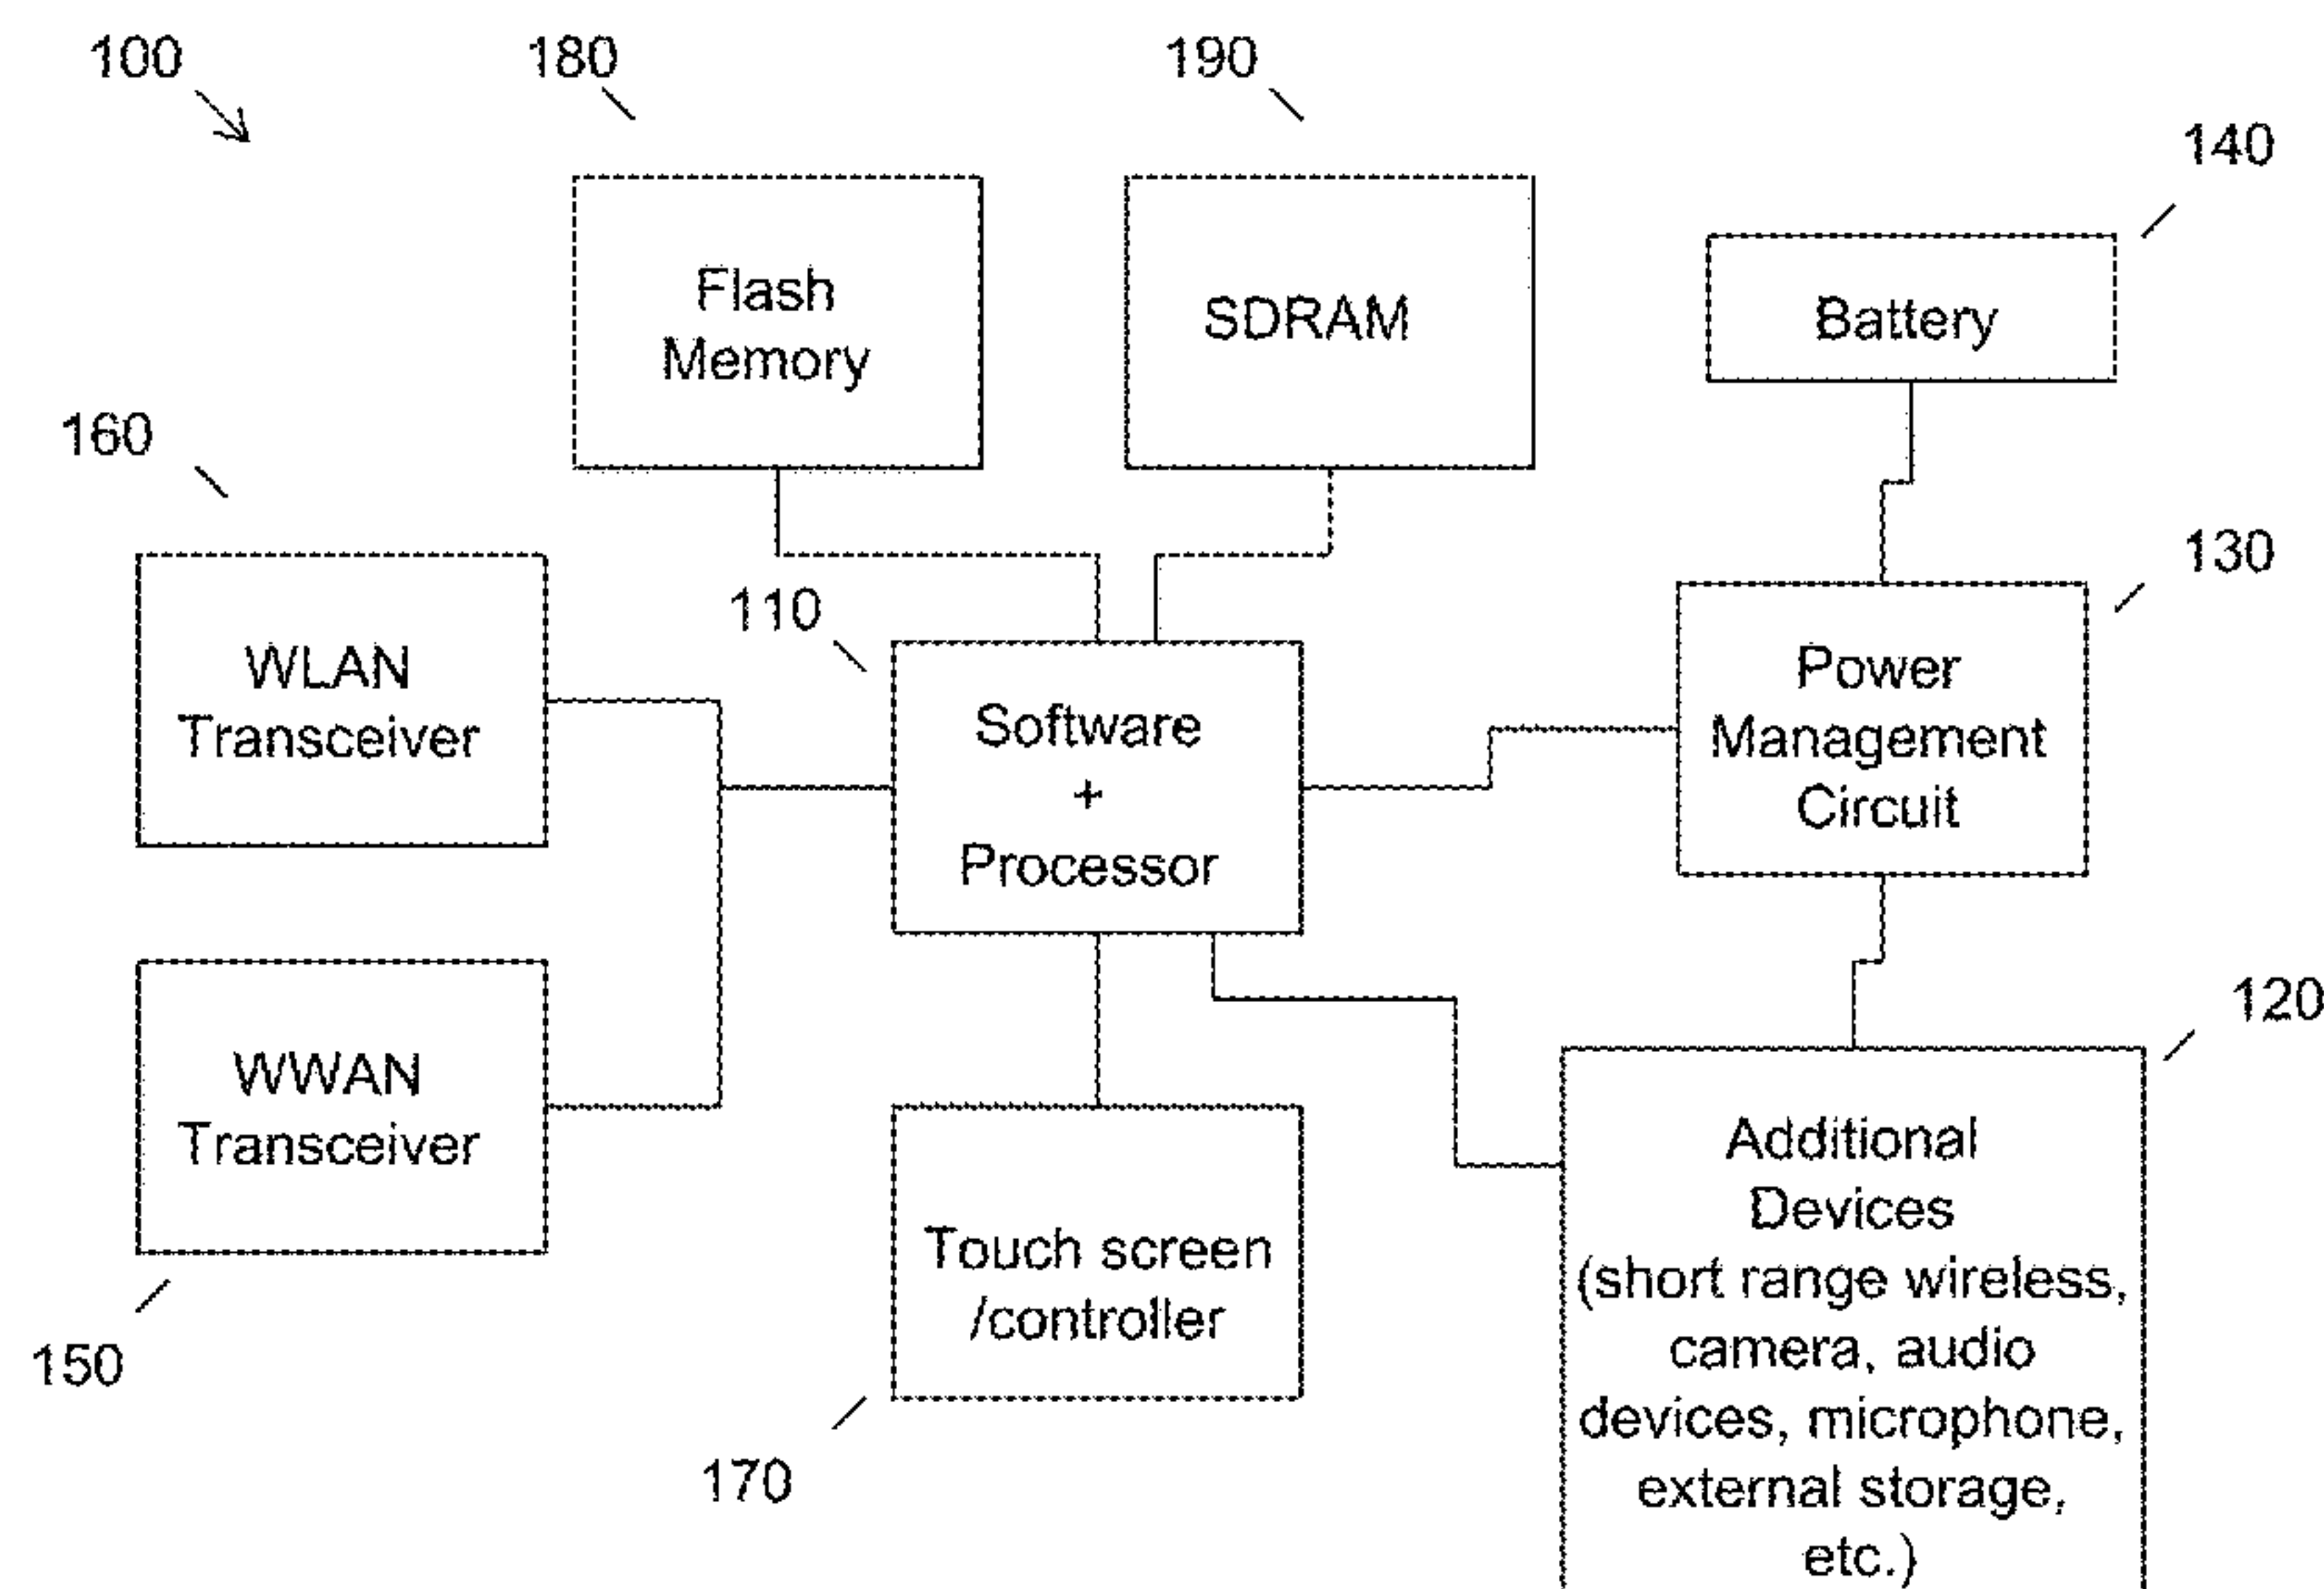 100
180
190
140
Flash
Memory
SDRAM
Battery
160
130
110
WLAN
Transceiver
Software
+
Processor
Power
Management
Circuit
120
WWAN
Transceiver
Touch screen
/controller
Additional
Devices
(short range wireless,
camera, audio
devices, microphone,
external storage,
etc.)
150
170